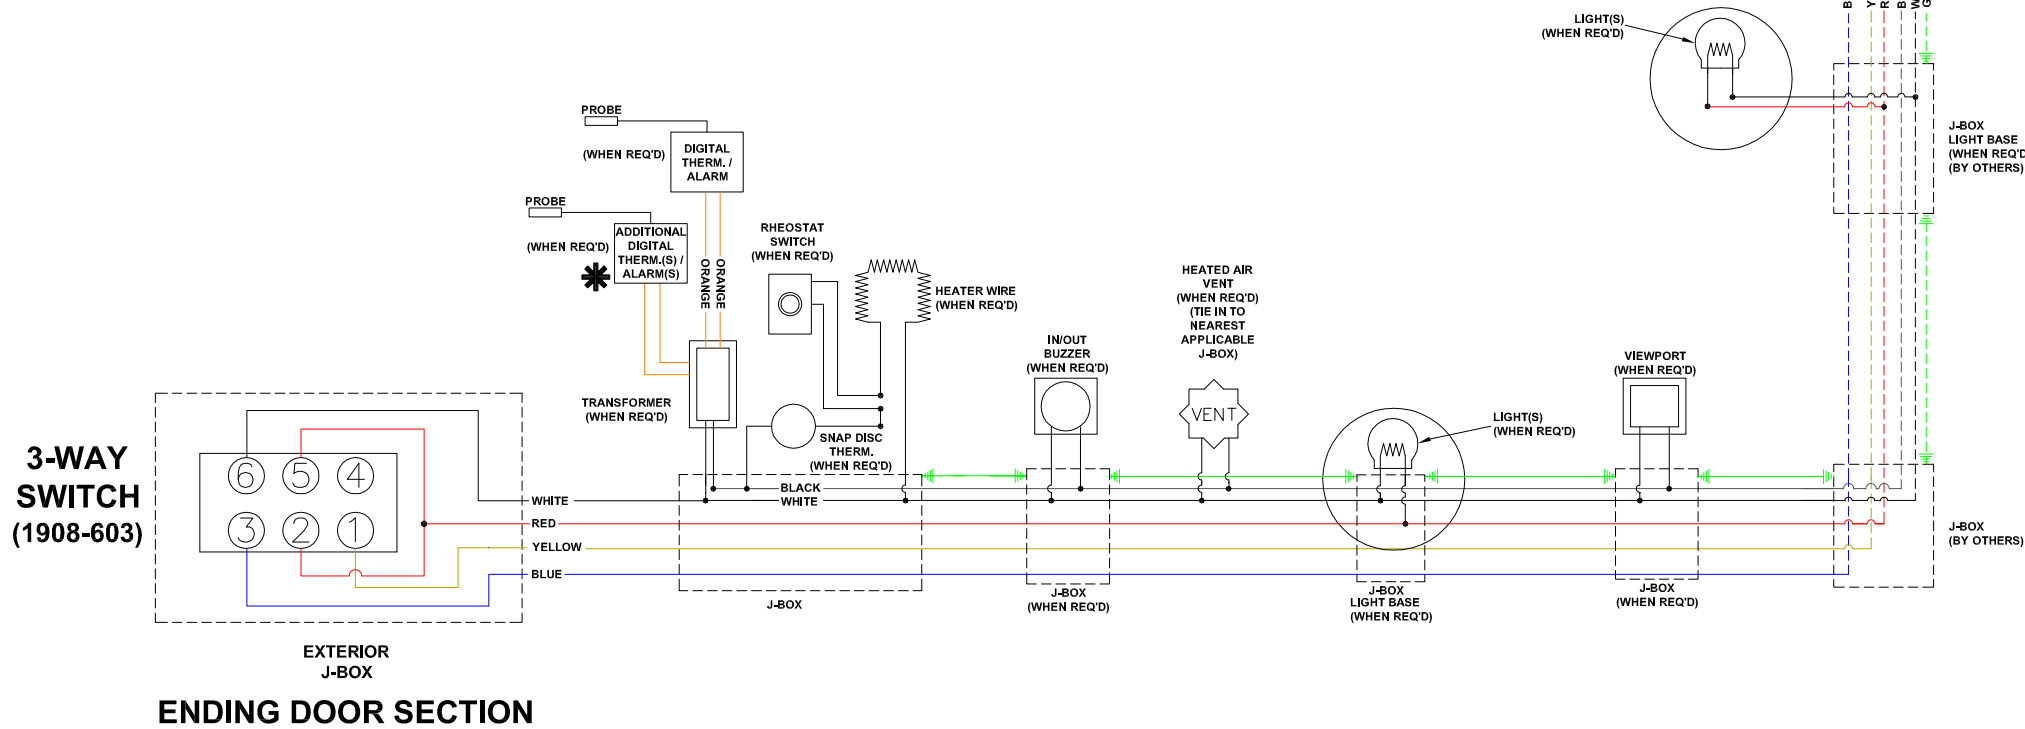 LIGHT(S)
(WHEN REQ'D)
B
Y
R
B
W
G
J-BOX
LIGHT BASE
(WHEN REQ'D
(BY OTHERS)
PROBE
(WHEN REQ'D)
DIGITAL
THERM. /
ALARM
PROBE
(WHEN REQ'D)
ADDITIONAL
DIGITAL
THERM.(S) /
ALARM(S)
ORANGE
ORANGE
RHEOSTAT
SWITCH
(WHEN REQ'D)
HEATER WIRE
(WHEN REQ'D)
HEATED AIR
VENT
(WHEN REQ'D)
(TIE IN TO
NEAREST
APPLICABLE
J-BOX)
IN/OUT
BUZZER
(WHEN REQ'D)
VIEWPORT
(WHEN REQ'D)
TRANSFORMER
(WHEN REQ'D)
SNAP DISC
THERM.
(WHEN REQ'D)
VENT
LIGHT(S)
(WHEN REQ'D)
3-WAY
SWITCH
(1908-603)
6 5 4
3 2 1
WHITE
RED
YELLOW
BLUE
BLACK
WHITE
J-BOX
(BY OTHERS)
J-BOX
J-BOX
(WHEN REQ'D)
J-BOX
LIGHT BASE
(WHEN REQ'D)
J-BOX
(WHEN REQ'D)
EXTERIOR
J-BOX
ENDING DOOR SECTION